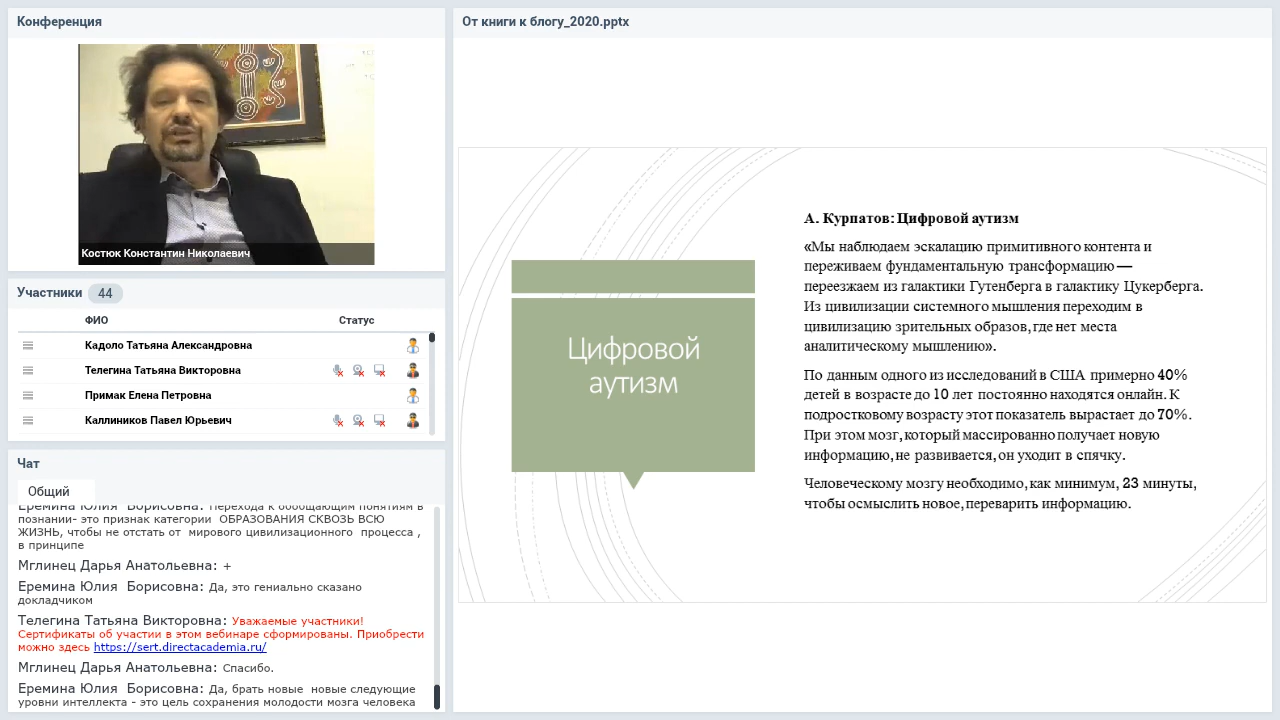 Конференция
Костюк Константин Николаевич
Участники 44
ФИО Статус
Кадоло Татьяна Александровна
Телегина Татьяна Викторовна
Примак Елена Петровна
Каллиников Павел Юрьевич
Чат
Общий
Еремина Юлия Борисовна: Перехода к обобщающим понятиям в
познании- это признак категории ОБРАЗОВАНИЯ СКВОЗЬ ВСЮ
ЖИЗНЬ, чтобы не отстать от мирового цивилизационного процесса ,
в принципе
Мглинец Дарья Анатольевна: +
Еремина Юлия Борисовна: Да, это гениально сказано
докладчиком
Телегина Татьяна Викторовна: Уважаемые участники!
Сертификаты об участии в этом вебинаре сформированы. Приобрести
можно здесь https://sert.directacademia.ru/
Мглинец Дарья Анатольевна: Спасибо.
Еремина Юлия Борисовна: Да, брать новые новые следующие
уровни интеллекта - это цель сохранения молодости мозга человека
От книги к блогу_2020.pptx
Цифровой
аутизм
А. Курпатов: Цифровой аутизм
«Мы наблюдаем эскалацию примитивного контента и
переживаем фундаментальную трансформацию —
переезжаем из галактики Гутенберга в галактику Цукерберга.
Из цивилизации системного мышления переходим в
цивилизацию зрительных образов, где нет места
аналитическому мышлению».
По данным одного из исследований в США примерно 40%
детей в возрасте до 10 лет постоянно находятся онлайн. К
подростковому возрасту этот показатель вырастает до 70%.
При этом мозг, который массированно получает новую
информацию, не развивается, он уходит в спячку.
Человеческому мозгу необходимо, как минимум, 23 минуты,
чтобы осмыслить новое, переварить информацию.